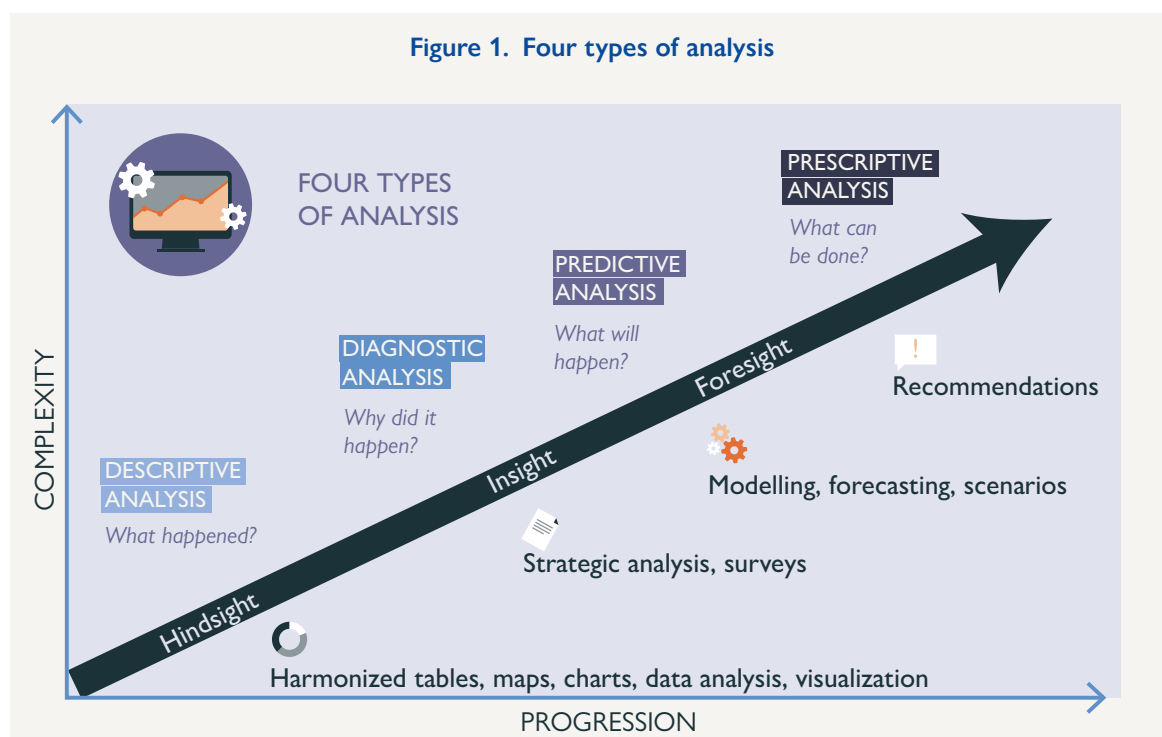 Figure 1. Four types of analysis
FOUR TYPES
OF ANALYSIS
PRESCRIPTIVE
ANALYSIS
What can
be done?
PREDICTIVE
ANALYSIS
What will
happen?
DIAGNOSTIC
ANALYSIS
Why did it
happen?
DESCRIPTIVE
ANALYSIS
What happened?
Hindsight
Insight
Foresight
!
Recommendations
Modelling, forecasting, scenarios
Strategic analysis, surveys
Harmonized tables, maps, charts, data analysis, visualization
COMPLEXITY
PROGRESSION